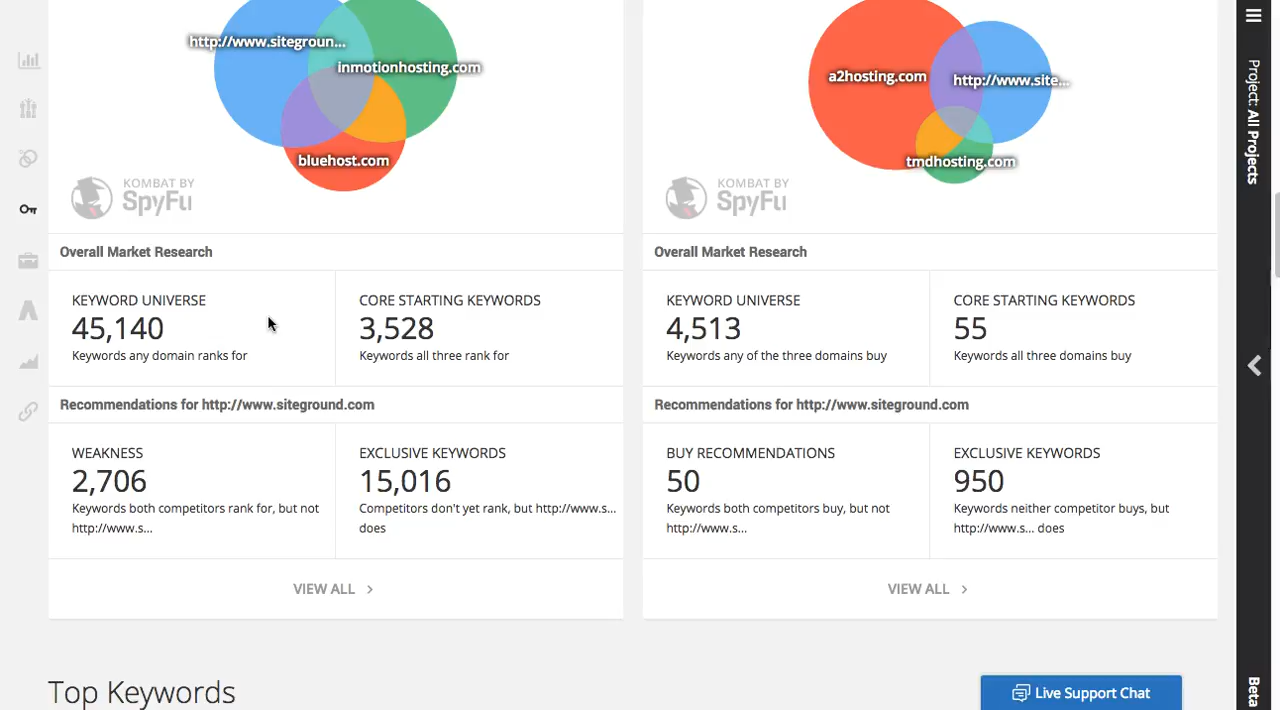 http://www.sitegroun...
inmotionhosting.com
bluehost.com
KOMBAT BY
SpyFu
Overall Market Research
KEYWORD UNIVERSE
45,140
Keywords any domain ranks for
CORE STARTING KEYWORDS
3,528
Keywords all three rank for
Recommendations for http://www.siteground.com
WEAKNESS
2,706
Keywords both competitors rank for, but not
http://www.s...
EXCLUSIVE KEYWORDS
15,016
Competitors don't yet rank, but http://www.s...
does
VIEW ALL >
a2hosting.com
http://www.site...
tmdhosting.com
KOMBAT BY
SpyFu
Overall Market Research
KEYWORD UNIVERSE
4,513
Keywords any of the three domains buy
CORE STARTING KEYWORDS
55
Keywords all three domains buy
Recommendations for http://www.siteground.com
BUY RECOMMENDATIONS
50
Keywords both competitors buy, but not
http://www.s...
EXCLUSIVE KEYWORDS
950
Keywords neither competitor buys, but
http://www.s... does
VIEW ALL >
Top Keywords
Live Support Chat
Project: All Projects
Beta